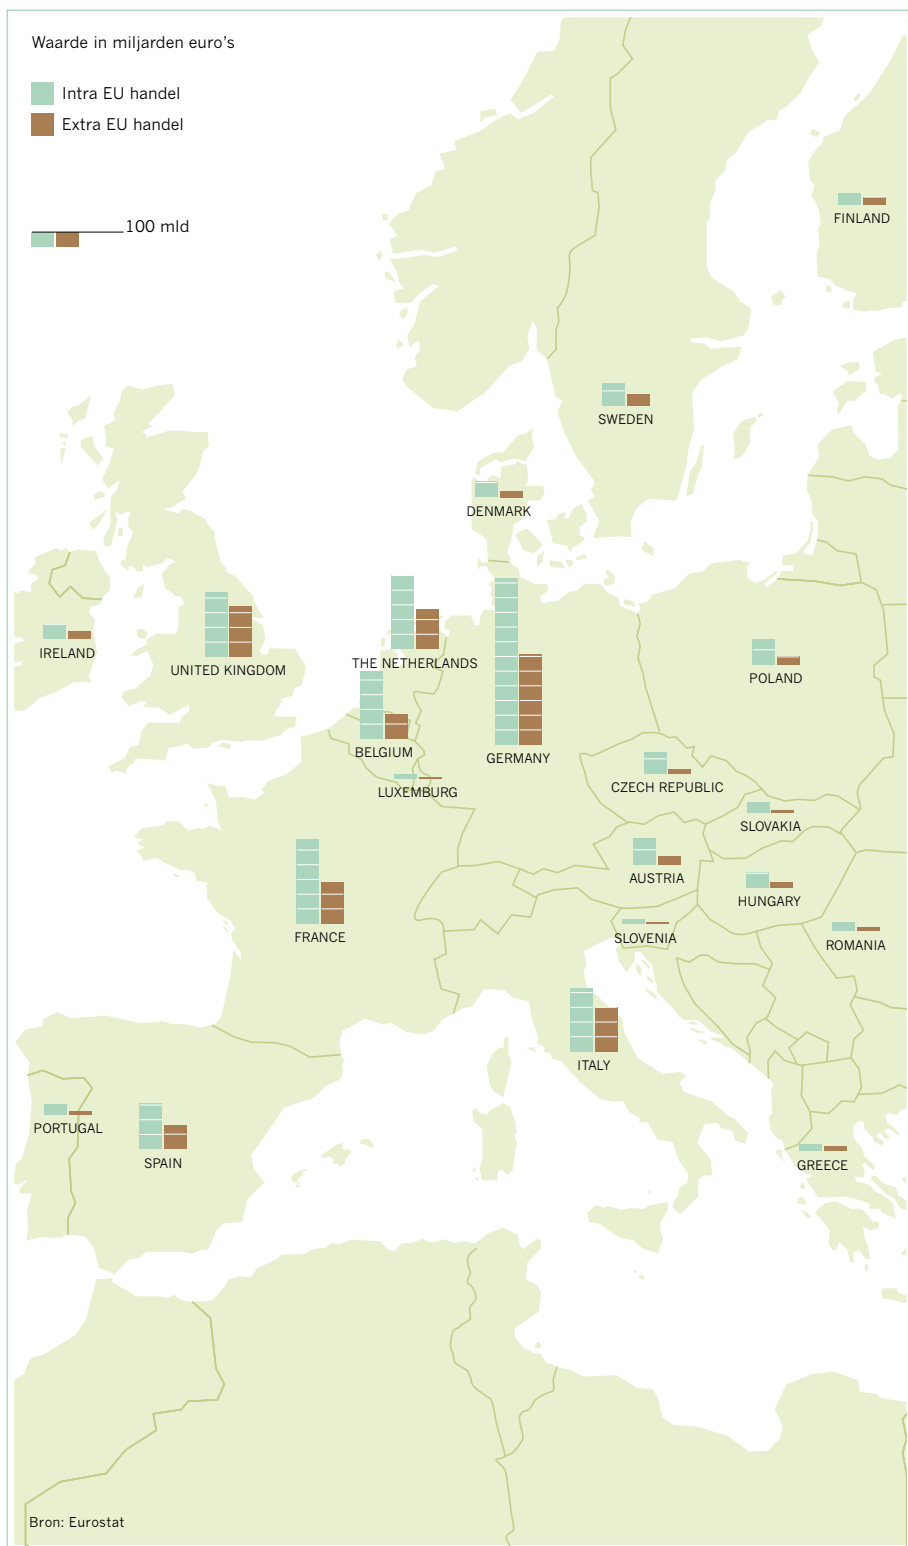 Waarde in miljarden euro’s
Intra EU handel
Extra EU handel
100 mld
FINLAND
SWEDEN
DENMARK
IRELAND
UNITED KINGDOM
THE NETHERLANDS
POLAND
BELGIUM
GERMANY
LUXEMBURG
CZECH REPUBLIC
SLOVAKIA
AUSTRIA
HUNGARY
FRANCE
SLOVENIA
ROMANIA
ITALY
PORTUGAL
SPAIN
GREECE
Bron: Eurostat